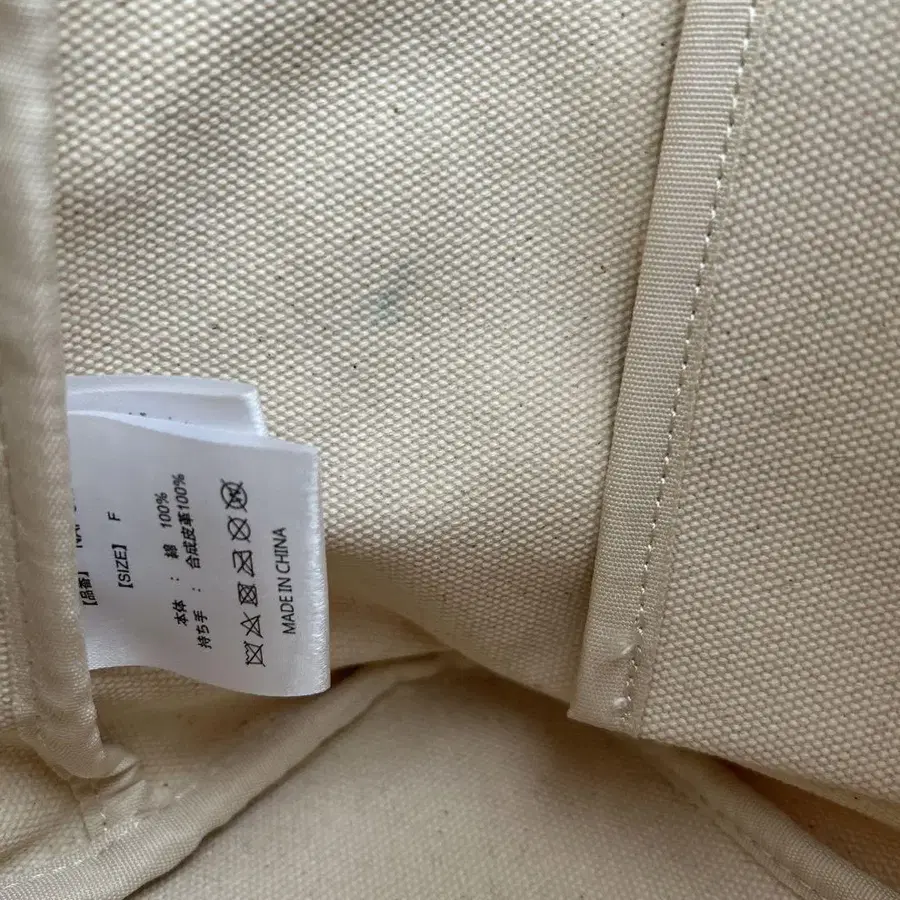 【品番】
【SIZE】 F
本体 : 綿 100%
持ち手 : 合成皮革100%
MADE IN CHINA